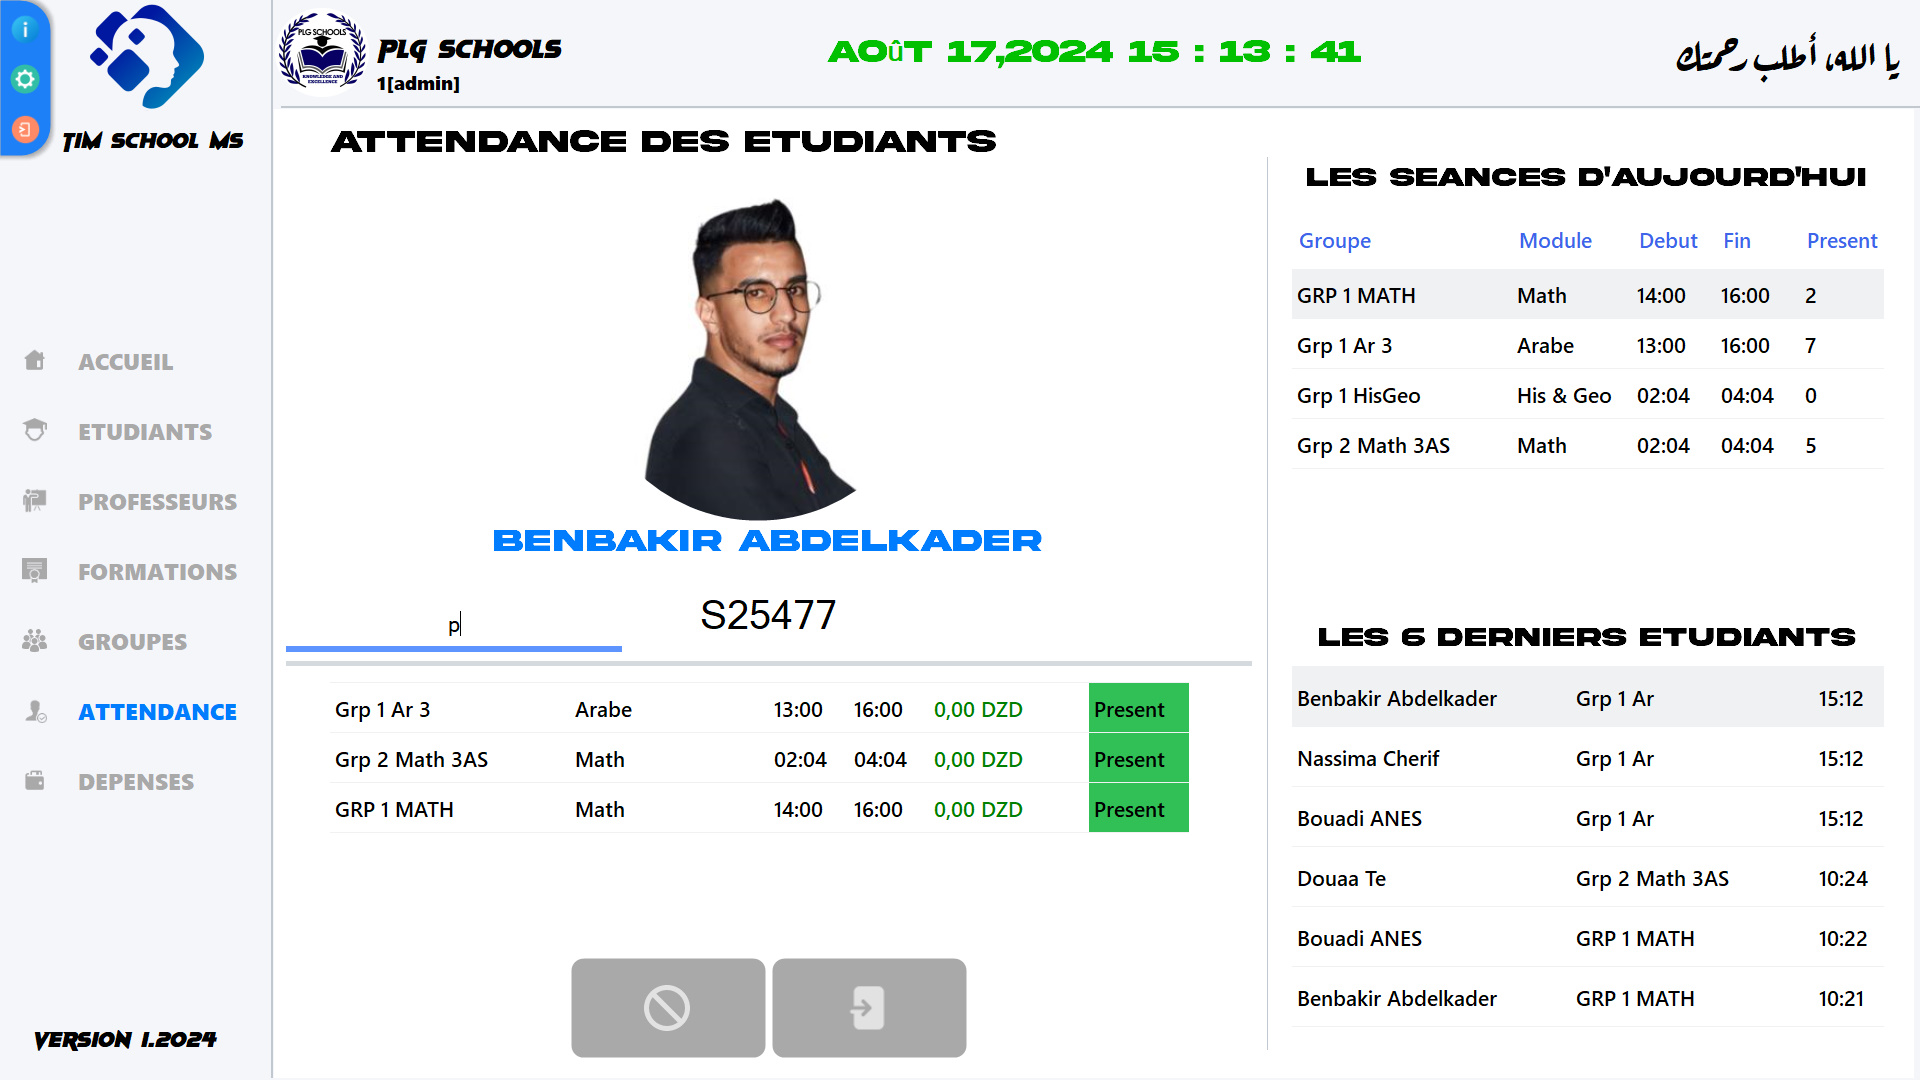 TIM SCHOOL MS
ACCUEIL
ETUDIANTS
PROFESSEURS
FORMATIONS
GROUPES
ATTENDANCE
DEPENSES
VERSION 1.2024
PLG SCHOOLS
KNOWLEDGE AND
EXCELLENCE
PLG SCHOOLS
1[admin]
AOûT 17,2024 15 : 13 : 41
يا الله، أطلب رحمتك
ATTENDANCE DES ETUDIANTS
BENBAKIR ABDELKADER
p
S25477
Grp 1 Ar 3 Arabe 13:00 16:00 0,00 DZD Present
Grp 2 Math 3AS Math 02:04 04:04 0,00 DZD Present
GRP 1 MATH Math 14:00 16:00 0,00 DZD Present
LES SEANCES D'AUJOURD'HUI
Groupe Module Debut Fin Present
GRP 1 MATH Math 14:00 16:00 2
Grp 1 Ar 3 Arabe 13:00 16:00 7
Grp 1 HisGeo His & Geo 02:04 04:04 0
Grp 2 Math 3AS Math 02:04 04:04 5
LES 6 DERNIERS ETUDIANTS
Benbakir Abdelkader Grp 1 Ar 15:12
Nassima Cherif Grp 1 Ar 15:12
Bouadi ANES Grp 1 Ar 15:12
Douaa Te Grp 2 Math 3AS 10:24
Bouadi ANES GRP 1 MATH 10:22
Benbakir Abdelkader GRP 1 MATH 10:21